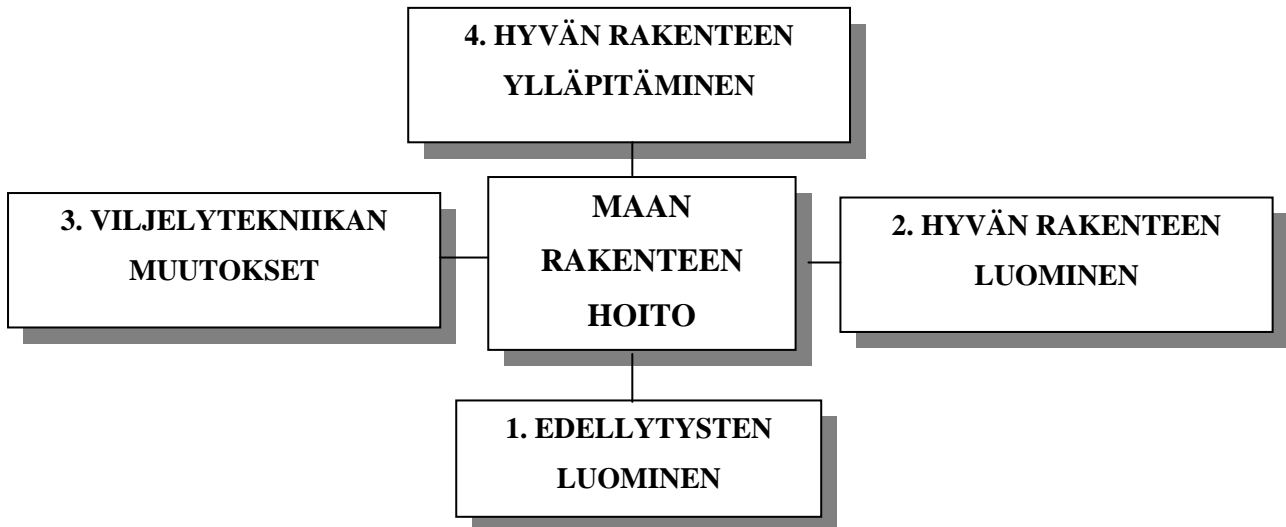 4. HYVÄN RAKENTEEN
YLLÄPITÄMINEN
3. VILJELYTEKNIIKAN
MUUTOKSET
MAAN
RAKENTEEN
HOITO
2. HYVÄN RAKENTEEN
LUOMINEN
1. EDELLYTYSTEN
LUOMINEN